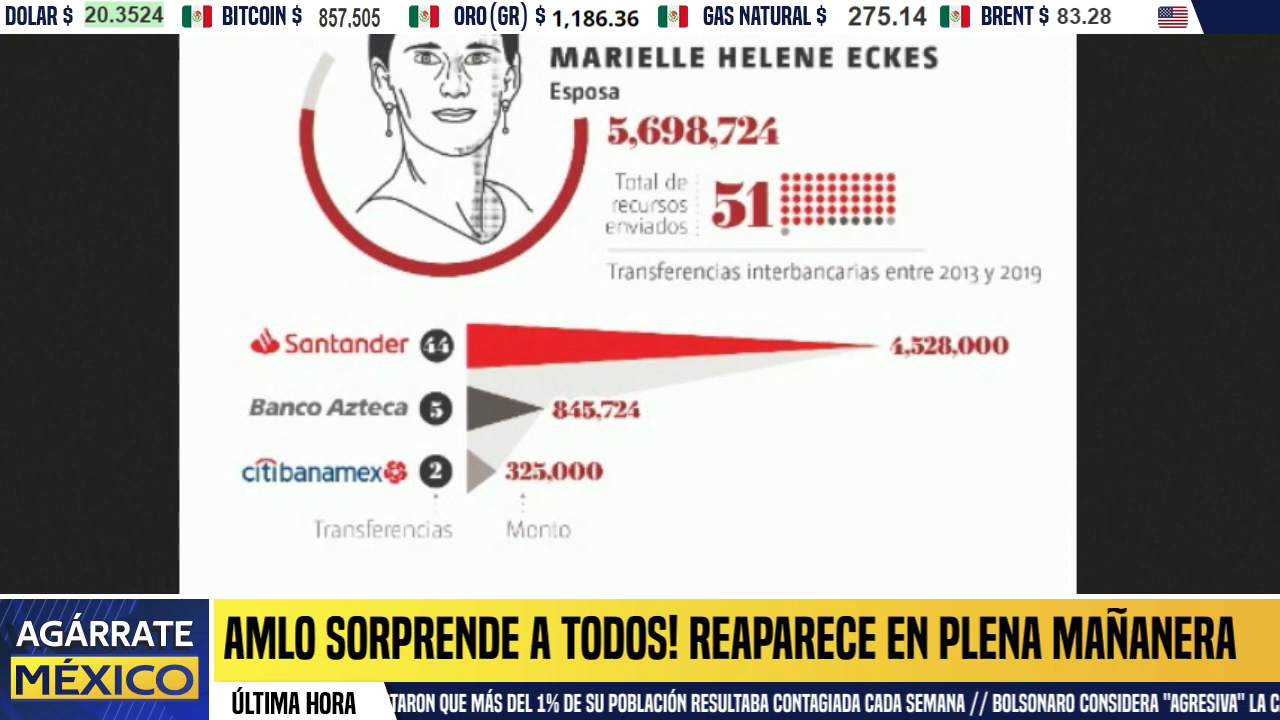 DOLAR $ 20.3524 BITCOIN $ 857,505 ORO(GR) $ 1,186.36 GAS NATURAL $ 275.14 BRENT $ 83.28
MARIELLE HELENE ECKES
Esposa
5,698,724
Total de
recursos
enviados
51
Transferencias interbancarias entre 2013 y 2019
Santander 44 4,528,000
Banco Azteca 5 845,724
citibanamex 2 325,000
Transferencias Monto
AGÁRRATE
MÉXICO
AMLO SORPRENDE A TODOS! REAPARECE EN PLENA MAÑANERA
ÚLTIMA HORA TARON QUE MÁS DEL 1% DE SU POBLACIÓN RESULTABA CONTAGIADA CADA SEMANA // BOLSONARO CONSIDERA "AGRESIVA" LA C